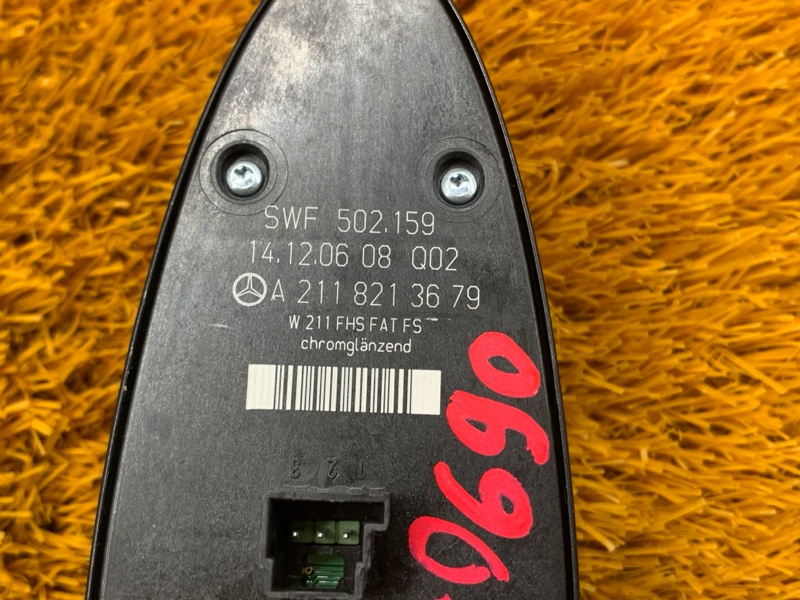 SWF 502.159
14.12.06 08 Q02
A 211 821 36 79
W 211 FHS FAT FS
chromglänzend
3 2 1
0690